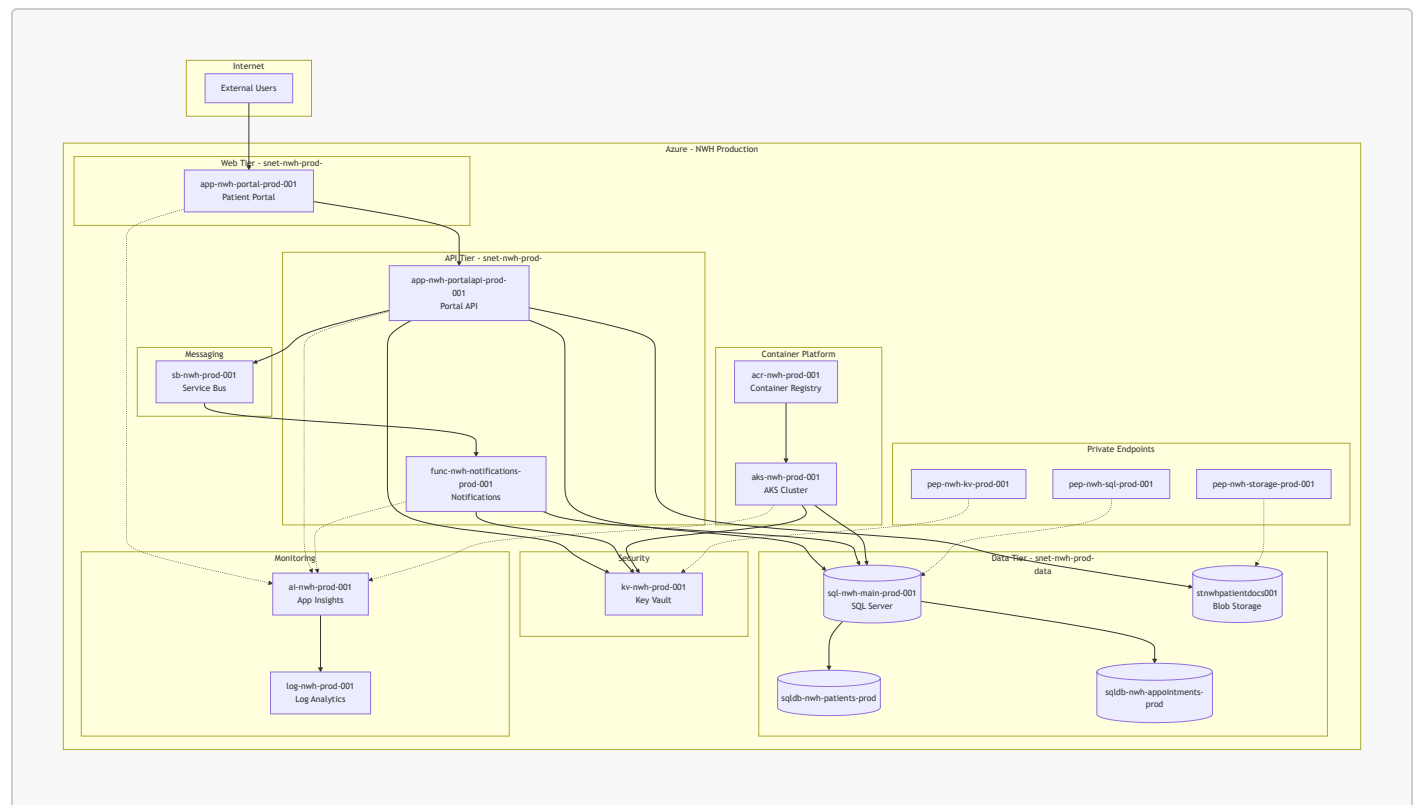 Internet
External Users
Azure - NWH Production
Web Tier - snet-nwh-prod-
app-nwh-portal-prod-001
Patient Portal
API Tier - snet-nwh-prod-
app-nwh-portalapi-prod-
001
Portal API
Messaging
sb-nwh-prod-001
Service Bus
Container Platform
acr-nwh-prod-001
Container Registry
func-nwh-notifications-
prod-001
Notifications
aks-nwh-prod-001
AKS Cluster
Private Endpoints
pep-nwh-kv-prod-001
pep-nwh-sql-prod-001
pep-nwh-storage-prod-001
Monitoring
ai-nwh-prod-001
App Insights
log-nwh-prod-001
Log Analytics
Security
kv-nwh-prod-001
Key Vault
Data Tier - snet-nwh-prod-
data
sql-nwh-main-prod-001
SQL Server
stnwhpatientdocs001
Blob Storage
sqldb-nwh-patients-prod
sqldb-nwh-appointments-
prod